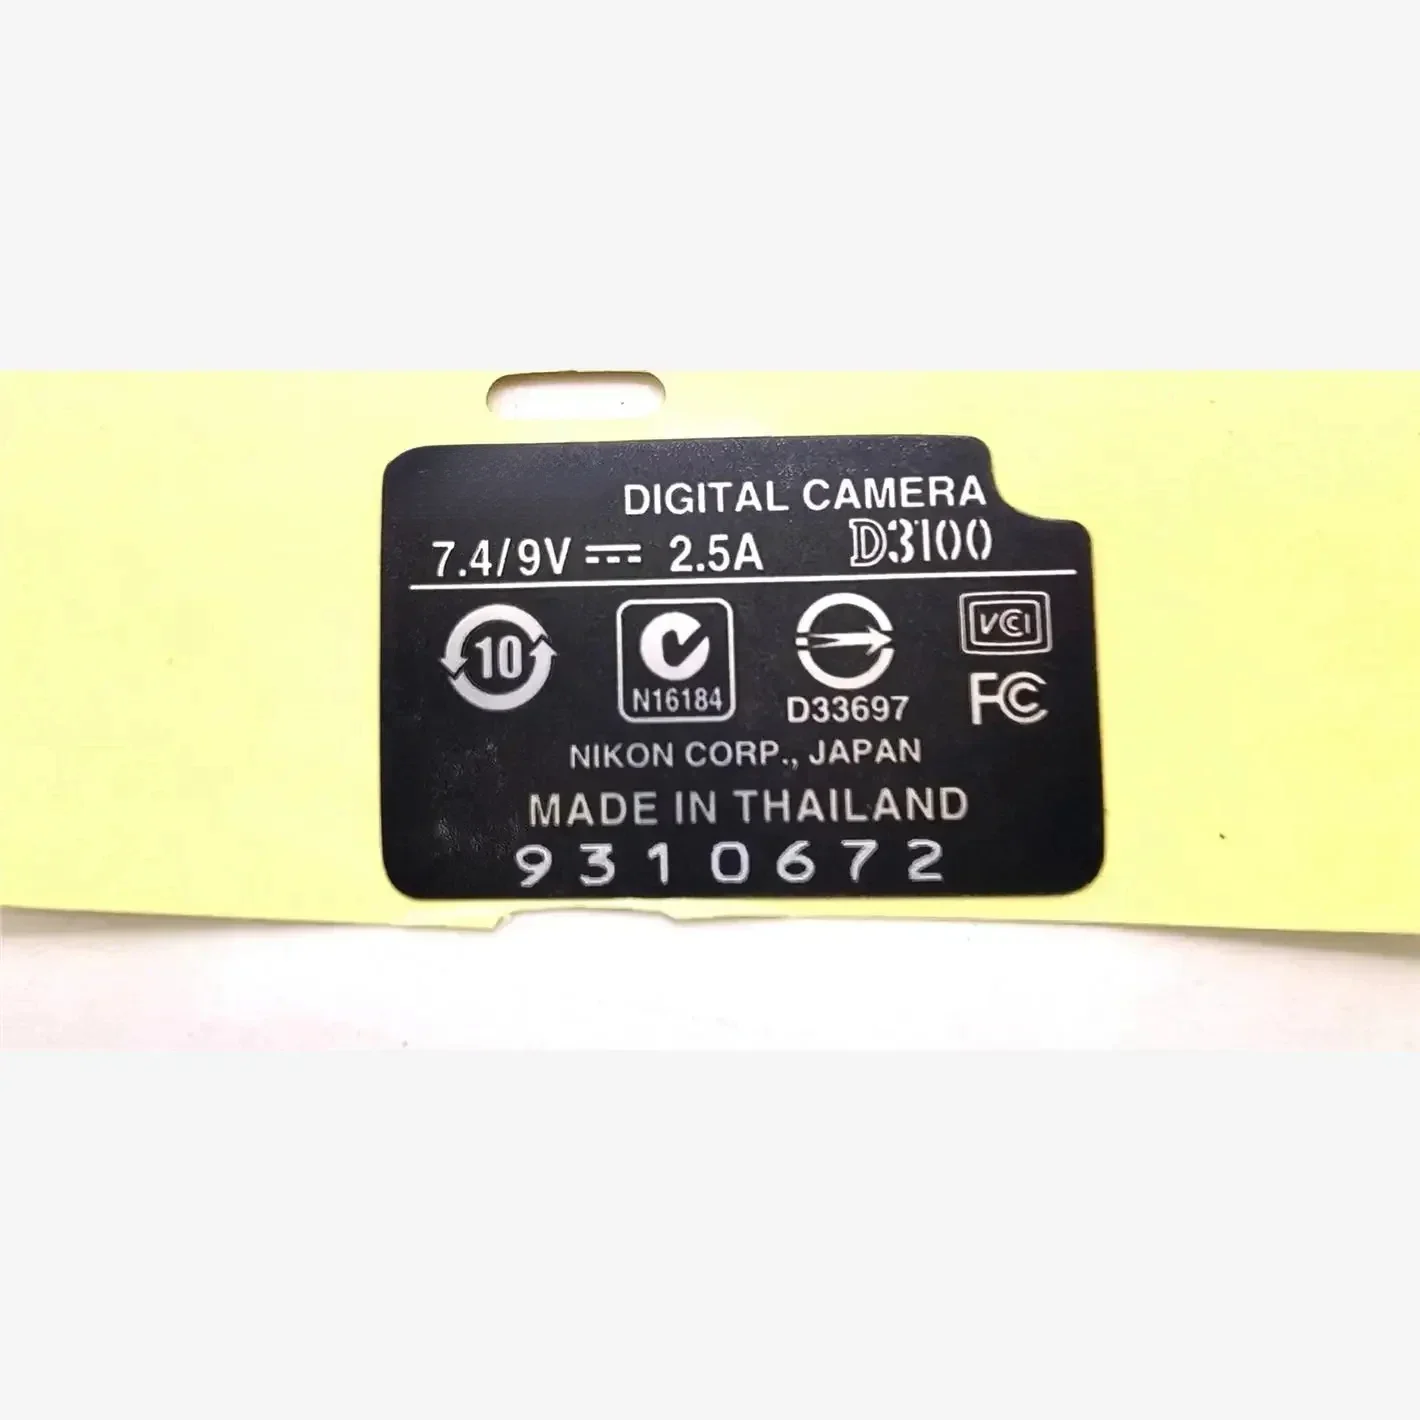 DIGITAL CAMERA
D3100
7.4/9V ⎓ 2.5A
10
N16184
D33697
VCCI
FC
NIKON CORP., JAPAN
MADE IN THAILAND
9310672